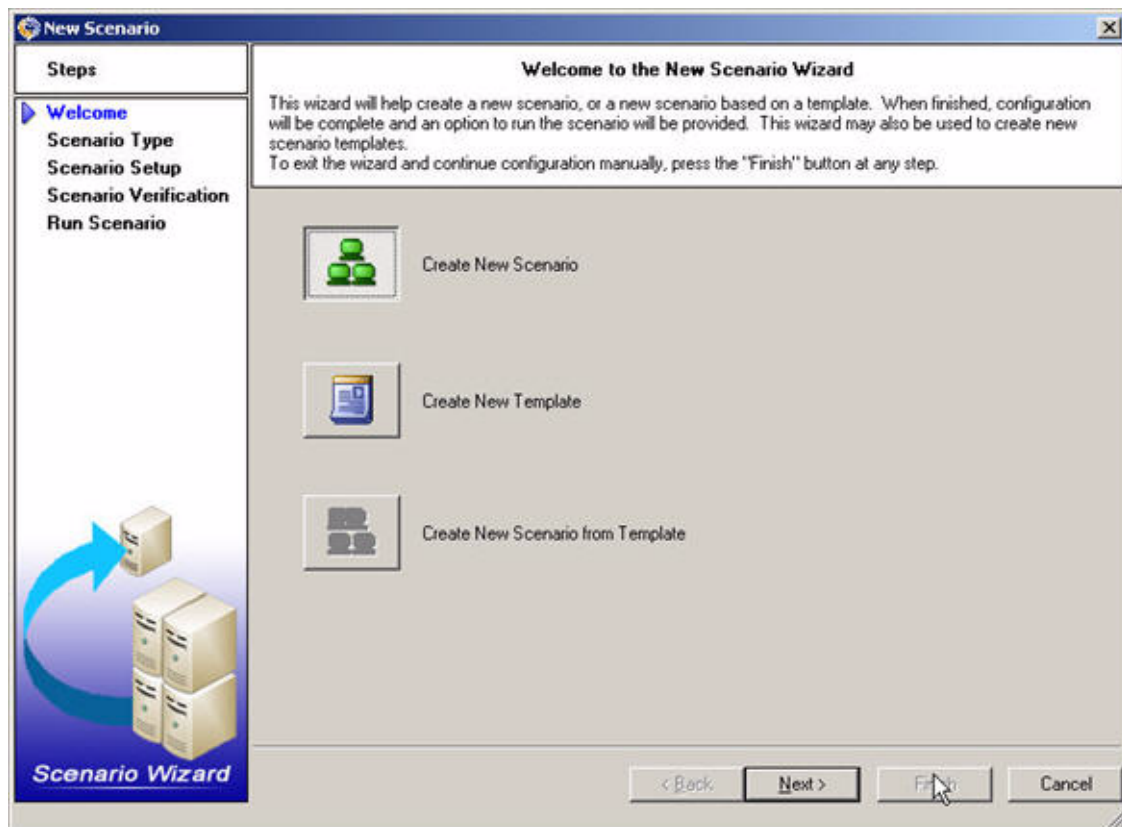 New Scenario
Steps
Welcome
Scenario Type
Scenario Setup
Scenario Verification
Run Scenario
Scenario Wizard
Welcome to the New Scenario Wizard
This wizard will help create a new scenario, or a new scenario based on a template. When finished, configuration
will be complete and an option to run the scenario will be provided. This wizard may also be used to create new
scenario templates.
To exit the wizard and continue configuration manually, press the "Finish" button at any step.
Create New Scenario
Create New Template
Create New Scenario from Template
< Back
Next >
Finish
Cancel